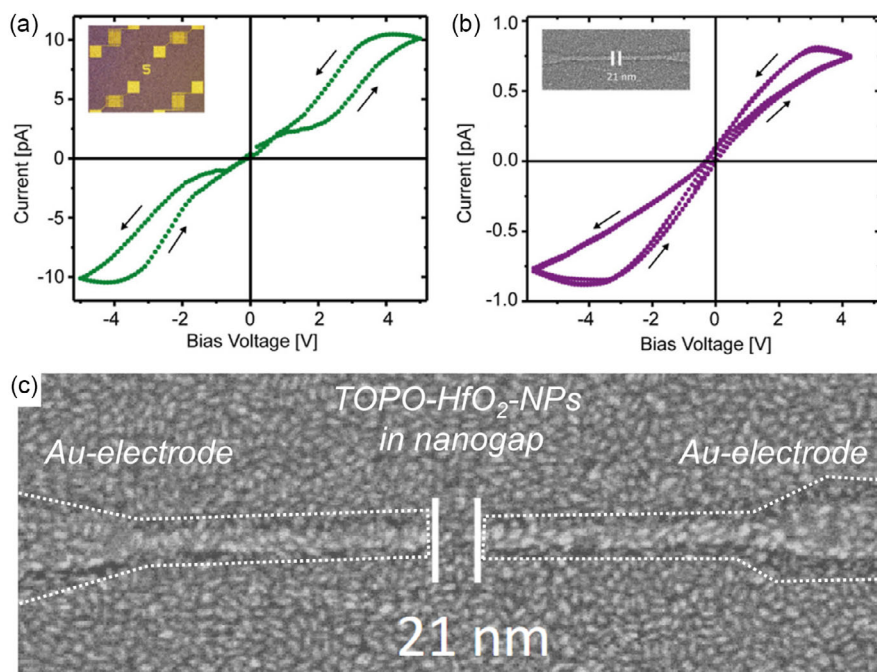 (a)
(b)
10
5
0
-5
-10
-4
-2
0
2
4
Current [pA]
Bias Voltage [V]
5
1.0
0.5
0.0
-0.5
-1.0
-4
-2
0
2
4
Current [pA]
Bias Voltage [V]
21 nm
(c)
TOPO-HfO₂-NPs
in nanogap
Au-electrode
Au-electrode
21 nm